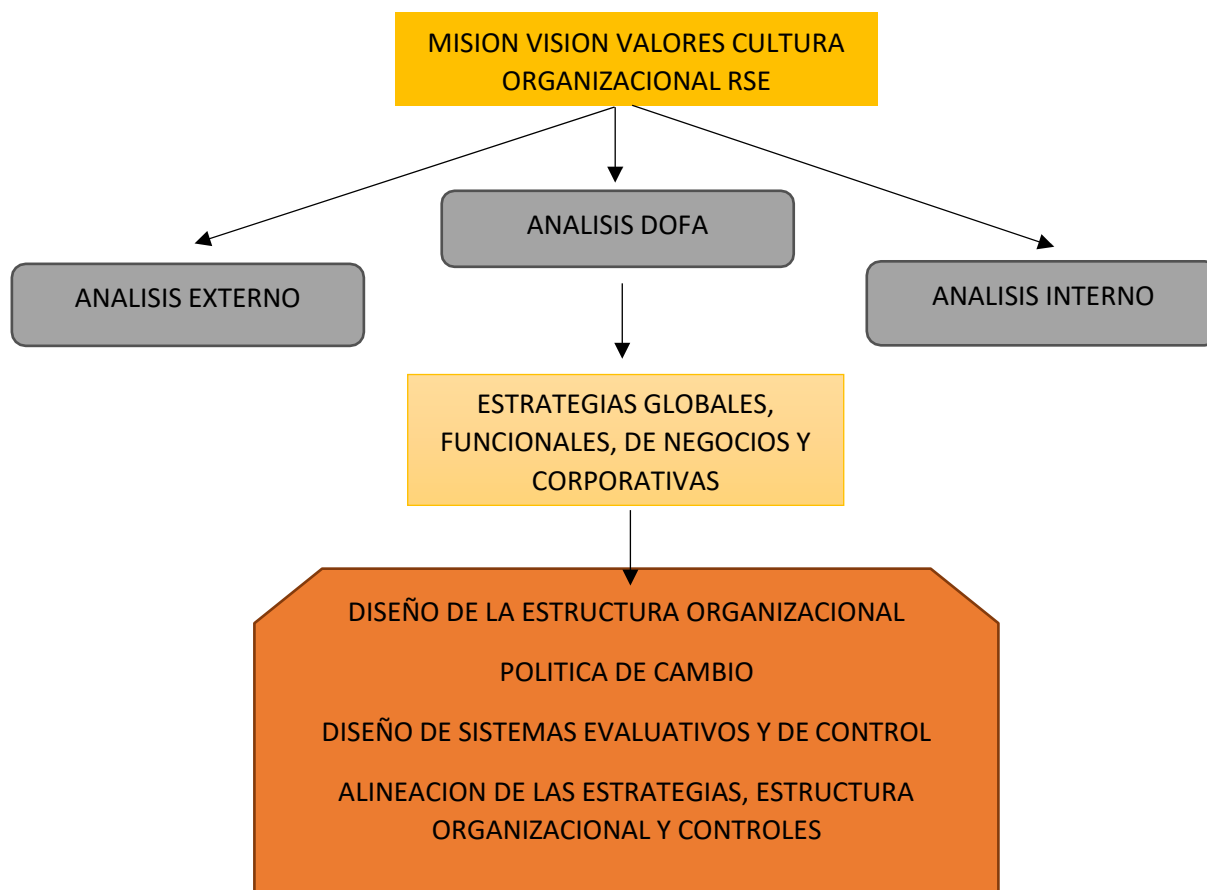 MISION VISION VALORES CULTURA
ORGANIZACIONAL RSE
ANALISIS DOFA
ANALISIS EXTERNO
ANALISIS INTERNO
ESTRATEGIAS GLOBALES,
FUNCIONALES, DE NEGOCIOS Y
CORPORATIVAS
DISEÑO DE LA ESTRUCTURA ORGANIZACIONAL
POLITICA DE CAMBIO
DISEÑO DE SISTEMAS EVALUATIVOS Y DE CONTROL
ALINEACION DE LAS ESTRATEGIAS, ESTRUCTURA
ORGANIZACIONAL Y CONTROLES